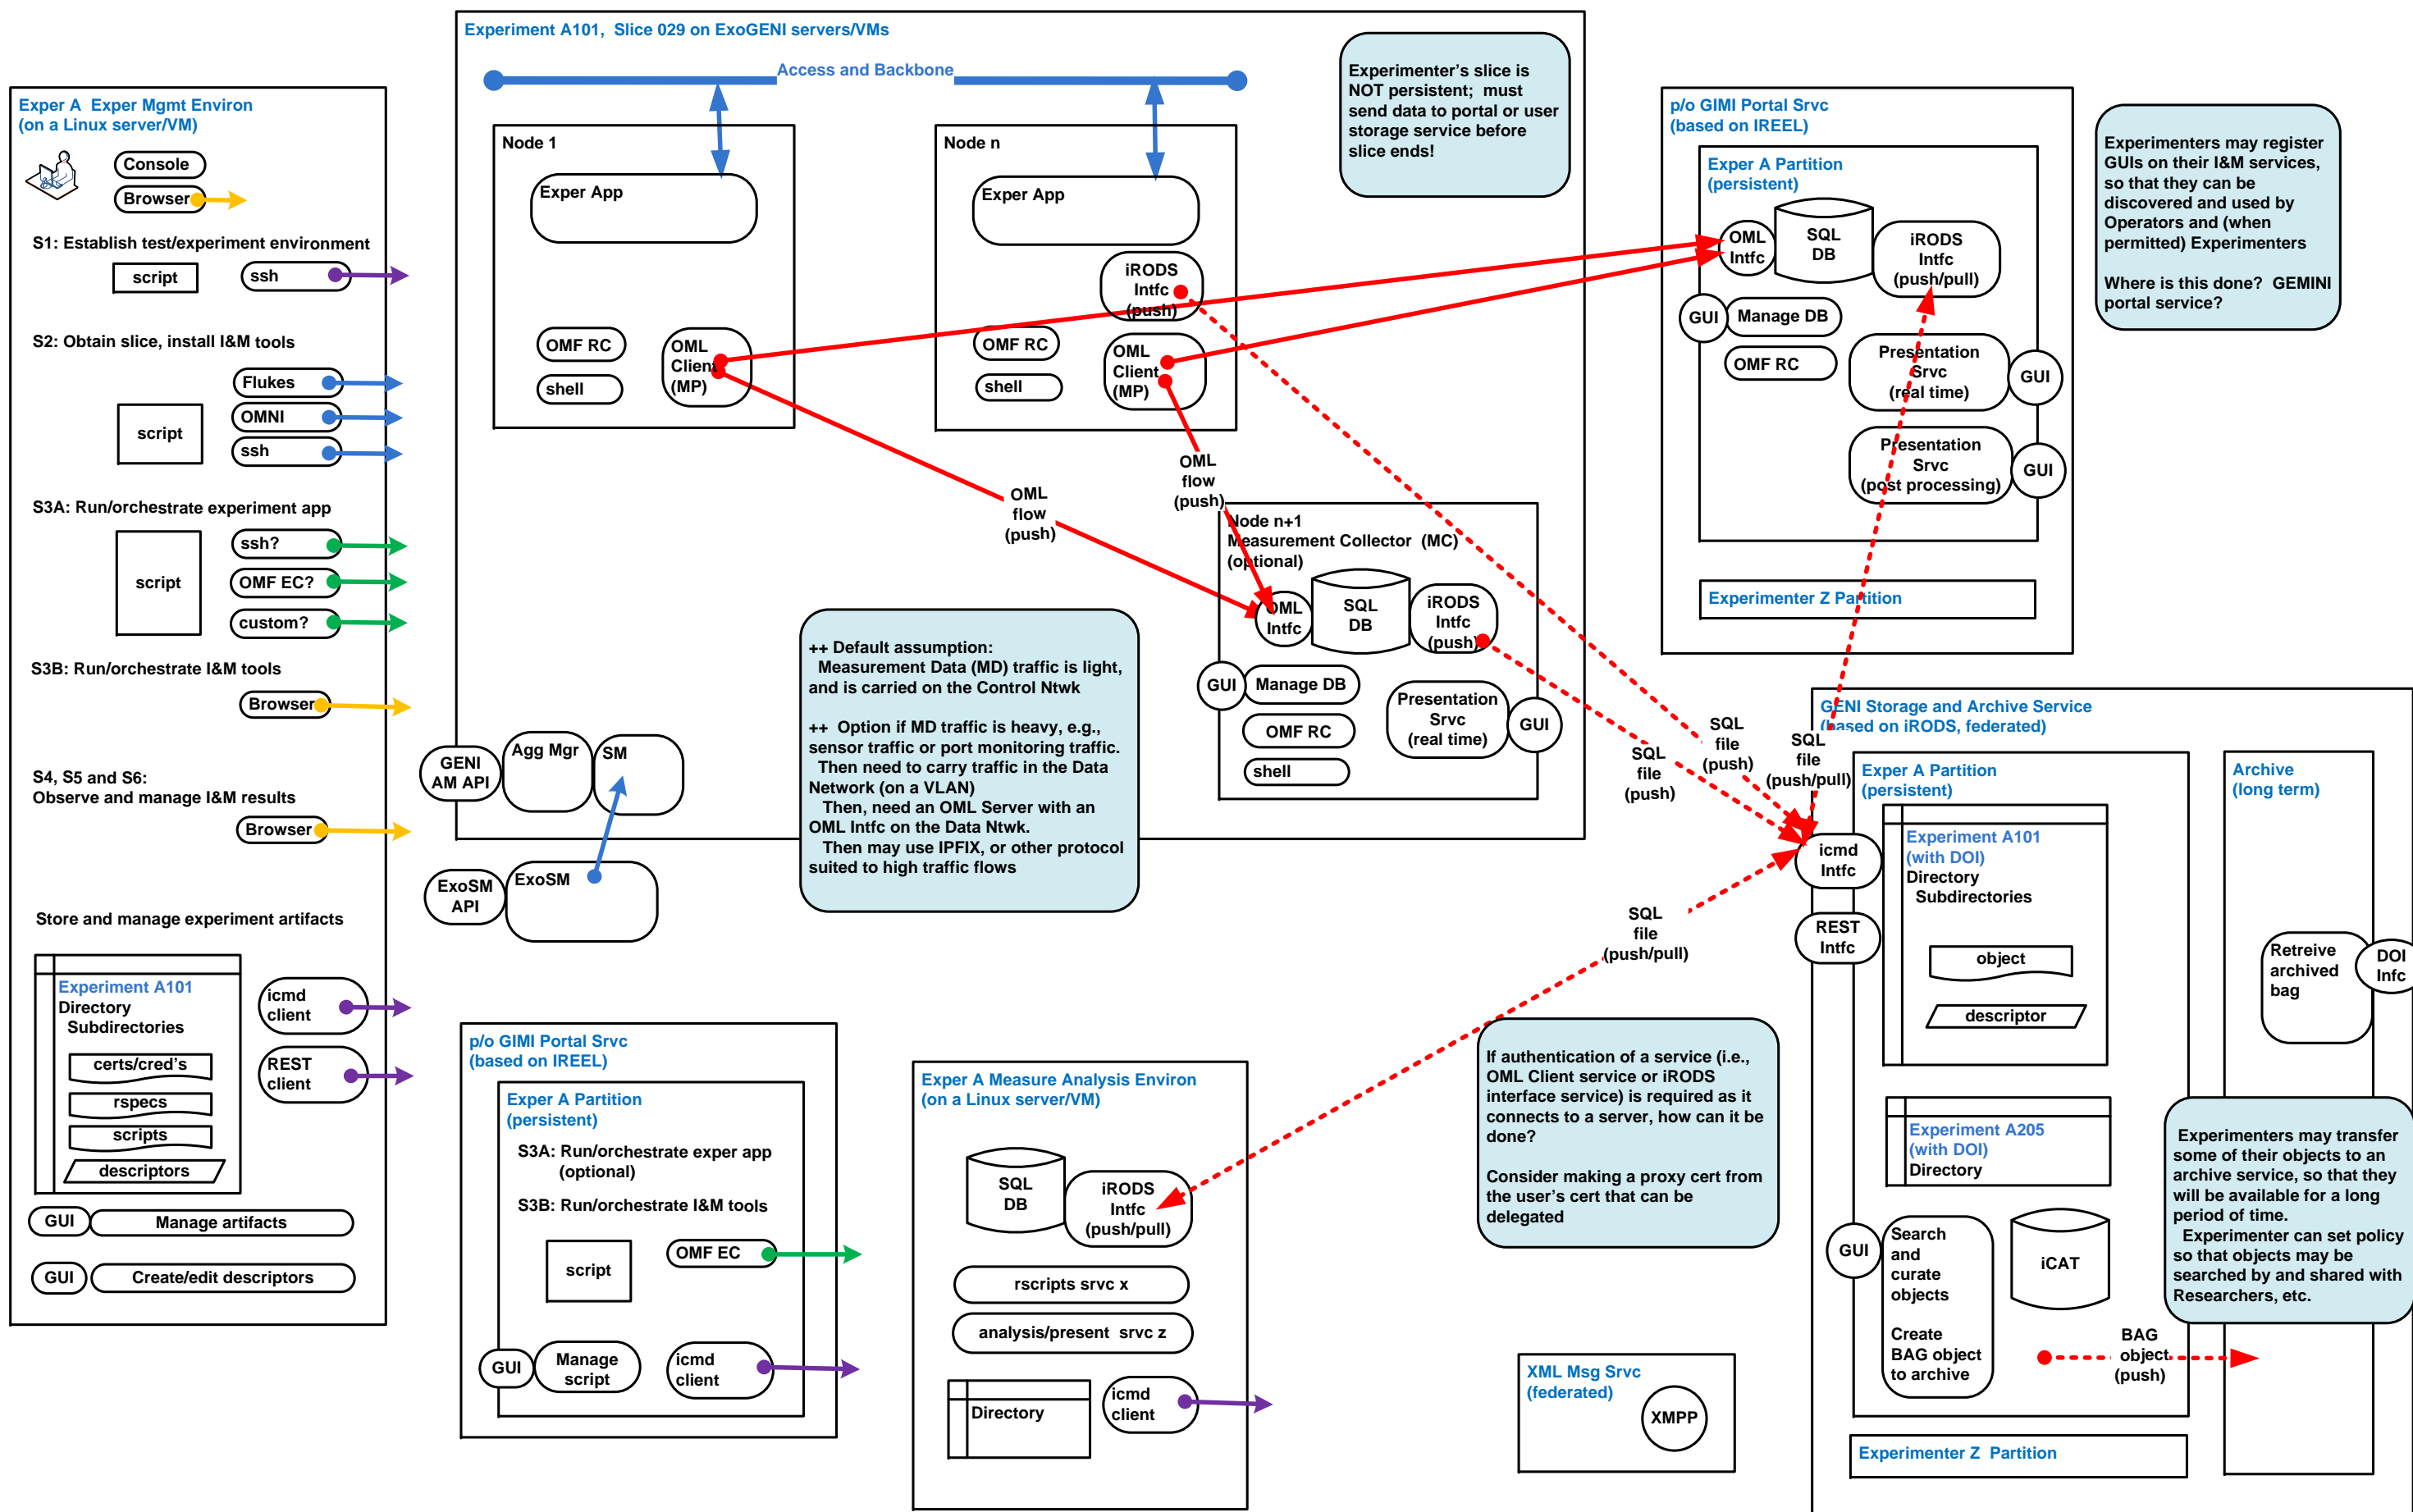 Experiment A101,  Slice 029 on ExoGENI servers/VMs
Access and Backbone
Experimenter's slice is
NOT persistent;  must
send data to portal or user
storage service before
slice ends!
Exper A  Exper Mgmt Environ
(on a Linux server/VM)
Console
Browser
S1: Establish test/experiment environment
script
ssh
S2: Obtain slice, install I&M tools
Flukes
OMNI
ssh
script
S3A: Run/orchestrate experiment app
ssh?
OMF EC?
custom?
script
S3B: Run/orchestrate I&M tools
Browser
S4, S5 and S6:
Observe and manage I&M results
Browser
Store and manage experiment artifacts
Experiment A101
Directory
Subdirectories
certs/cred's
rspecs
scripts
descriptors
icmd
client
REST
client
GUI
Manage artifacts
GUI
Create/edit descriptors
Node 1
Exper App
OMF RC
shell
OML
Client
(MP)
Node n
Exper App
iRODS
Intfc
(push)
OMF RC
shell
OML
Client
(MP)
OML
flow
(push)
OML
flow
(push)
Node n+1
Measurement Collector  (MC)
(optional)
OML
Intfc
SQL
DB
iRODS
Intfc
(push)
GUI
Manage DB
OMF RC
shell
Presentation
Srvc
(real time)
GUI
++ Default assumption:
Measurement Data (MD) traffic is light,
and is carried on the Control Ntwk
++  Option if MD traffic is heavy, e.g.,
sensor traffic or port monitoring traffic.
Then need to carry traffic in the Data
Network (on a VLAN)
Then, need an OML Server with an
OML Intfc on the Data Ntwk.
Then may use IPFIX, or other protocol
suited to high traffic flows
GENI
AM API
Agg Mgr
SM
ExoSM
API
ExoSM
p/o GIMI Portal Srvc
(based on IREEL)
Exper A Partition
(persistent)
OML
Intfc
SQL
DB
iRODS
Intfc
(push/pull)
GUI
Manage DB
OMF RC
Presentation
Srvc
(real time)
GUI
Presentation
Srvc
(post processing)
GUI
Experimenter Z Partition
Experimenters may register
GUIs on their I&M services,
so that they can be
discovered and used by
Operators and (when
permitted) Experimenters
Where is this done?  GEMINI
portal service?
SQL
file
(push)
SQL
file
(push)
SQL
file
(push/pull)
SQL
file
(push/pull)
GENI Storage and Archive Service
(based on iRODS, federated)
Exper A Partition
(persistent)
Experiment A101
(with DOI)
Directory
Subdirectories
object
descriptor
icmd
Intfc
REST
Intfc
Experiment A205
(with DOI)
Directory
GUI
Search
and
curate
objects
Create
BAG object
to archive
iCAT
BAG
object
(push)
Experimenter Z  Partition
Archive
(long term)
Retreive
archived
bag
DOI
Infc
Experimenters may transfer
some of their objects to an
archive service, so that they
will be available for a long
period of time.
Experimenter can set policy
so that objects may be
searched by and shared with
Researchers, etc.
p/o GIMI Portal Srvc
(based on IREEL)
Exper A Partition
(persistent)
S3A: Run/orchestrate exper app
(optional)
S3B: Run/orchestrate I&M tools
script
OMF EC
GUI
Manage
script
icmd
client
Exper A Measure Analysis Environ
(on a Linux server/VM)
SQL
DB
iRODS
Intfc
(push/pull)
rscripts srvc x
analysis/present  srvc z
Directory
icmd
client
If authentication of a service (i.e.,
OML Client service or iRODS
interface service) is required as it
connects to a server, how can it be
done?
Consider making a proxy cert from
the user's cert that can be
delegated
XML Msg Srvc
(federated)
XMPP